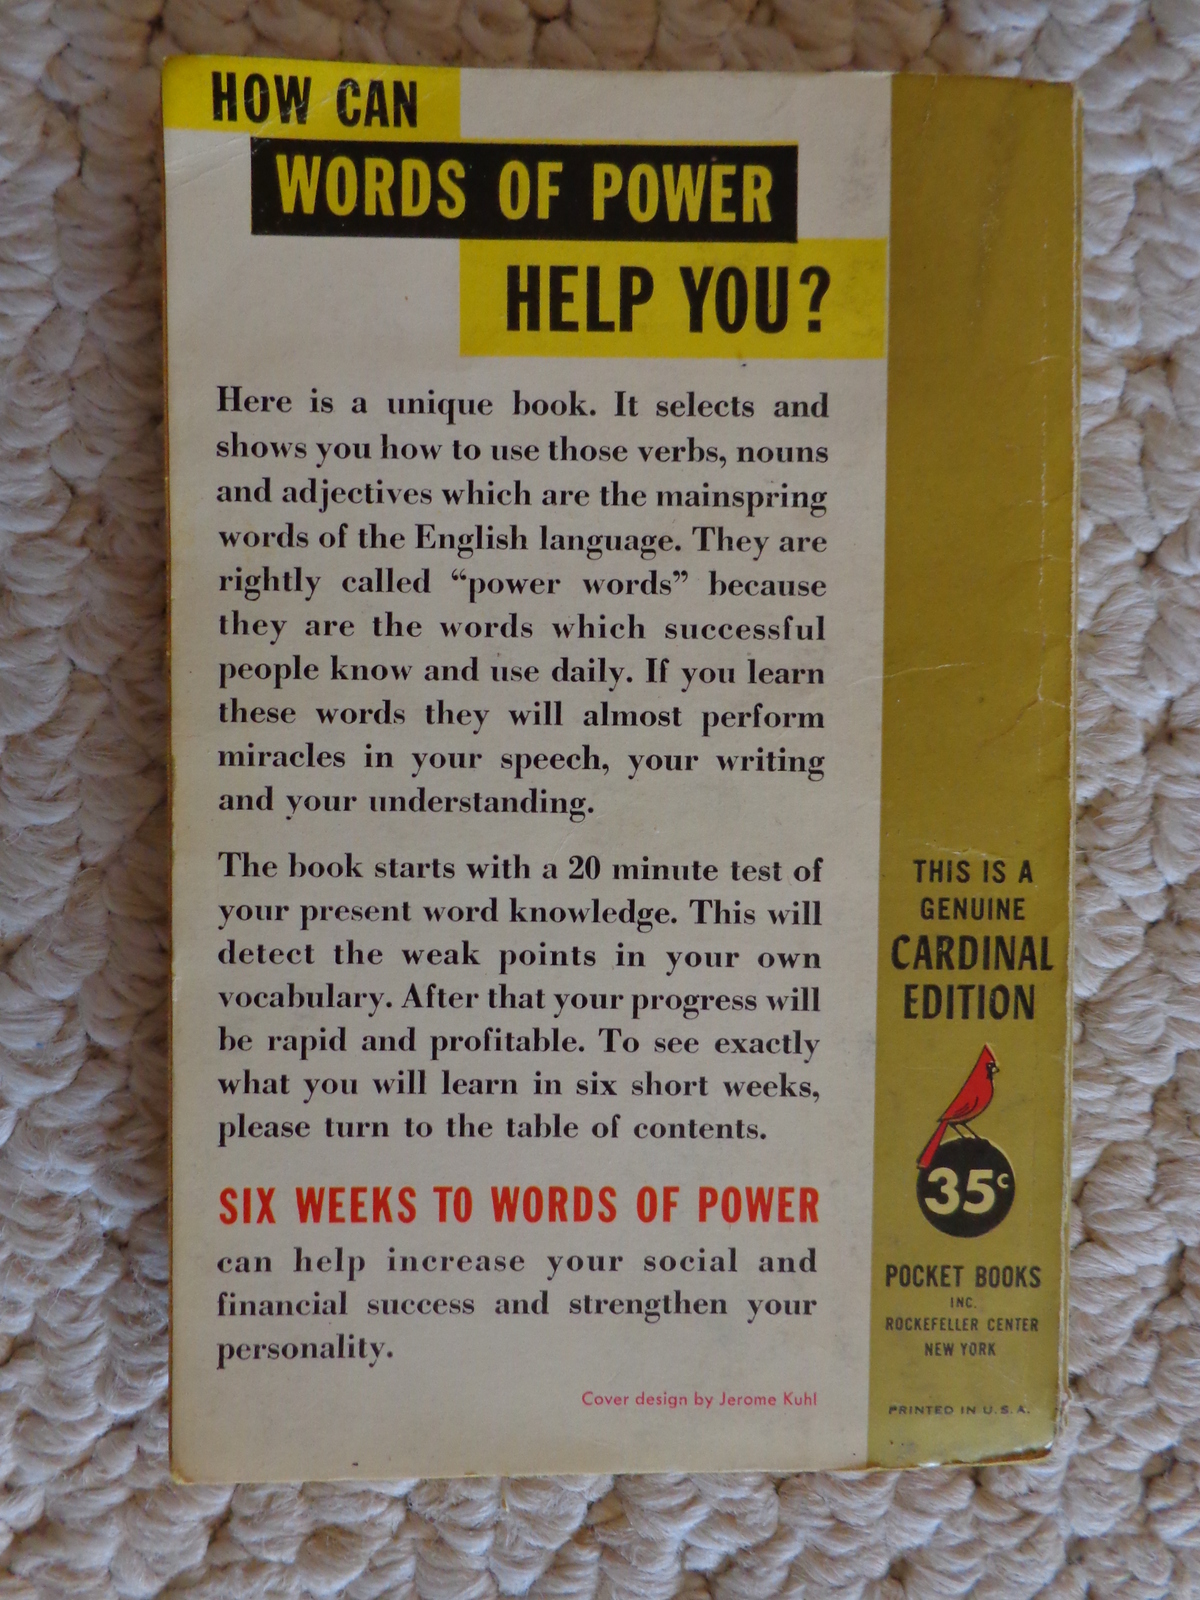 HOW CAN
WORDS OF POWER
HELP YOU?
Here is a unique book. It selects and
shows you how to use those verbs, nouns
and adjectives which are the mainspring
words of the English language. They are
rightly called “power words” because
they are the words which successful
people know and use daily. If you learn
these words they will almost perform
miracles in your speech, your writing
and your understanding.
The book starts with a 20 minute test of
your present word knowledge. This will
detect the weak points in your own
vocabulary. After that your progress will
be rapid and profitable. To see exactly
what you will learn in six short weeks,
please turn to the table of contents.
SIX WEEKS TO WORDS OF POWER
can help increase your social and
financial success and strengthen your
personality.
Cover design by Jerome Kuhl
THIS IS A
GENUINE
CARDINAL
EDITION
35c
POCKET BOOKS
INC.
ROCKEFELLER CENTER
NEW YORK
PRINTED IN U.S.A.